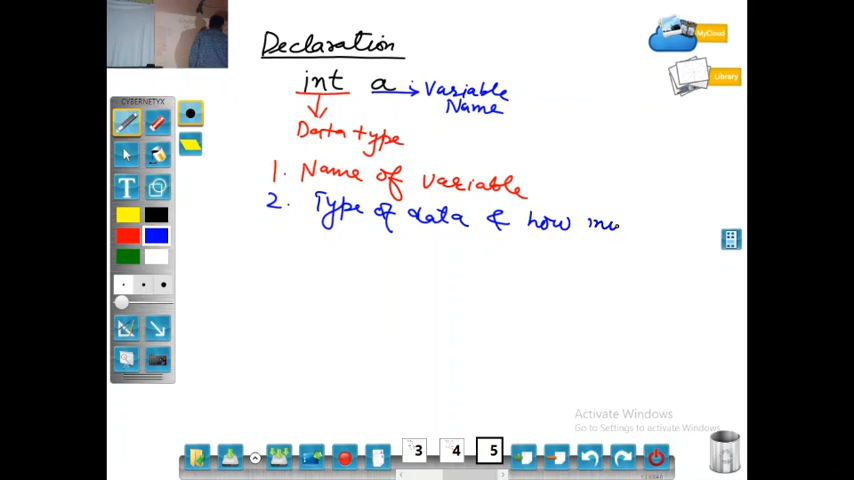 Declaration
MyCloud
int a; → Variable Name
Data type
Library
CYBERNETYX
1. Name of variable
2. Type of data & how mu
T
Activate Windows
Go to Settings to activate Windows.
3 4 5